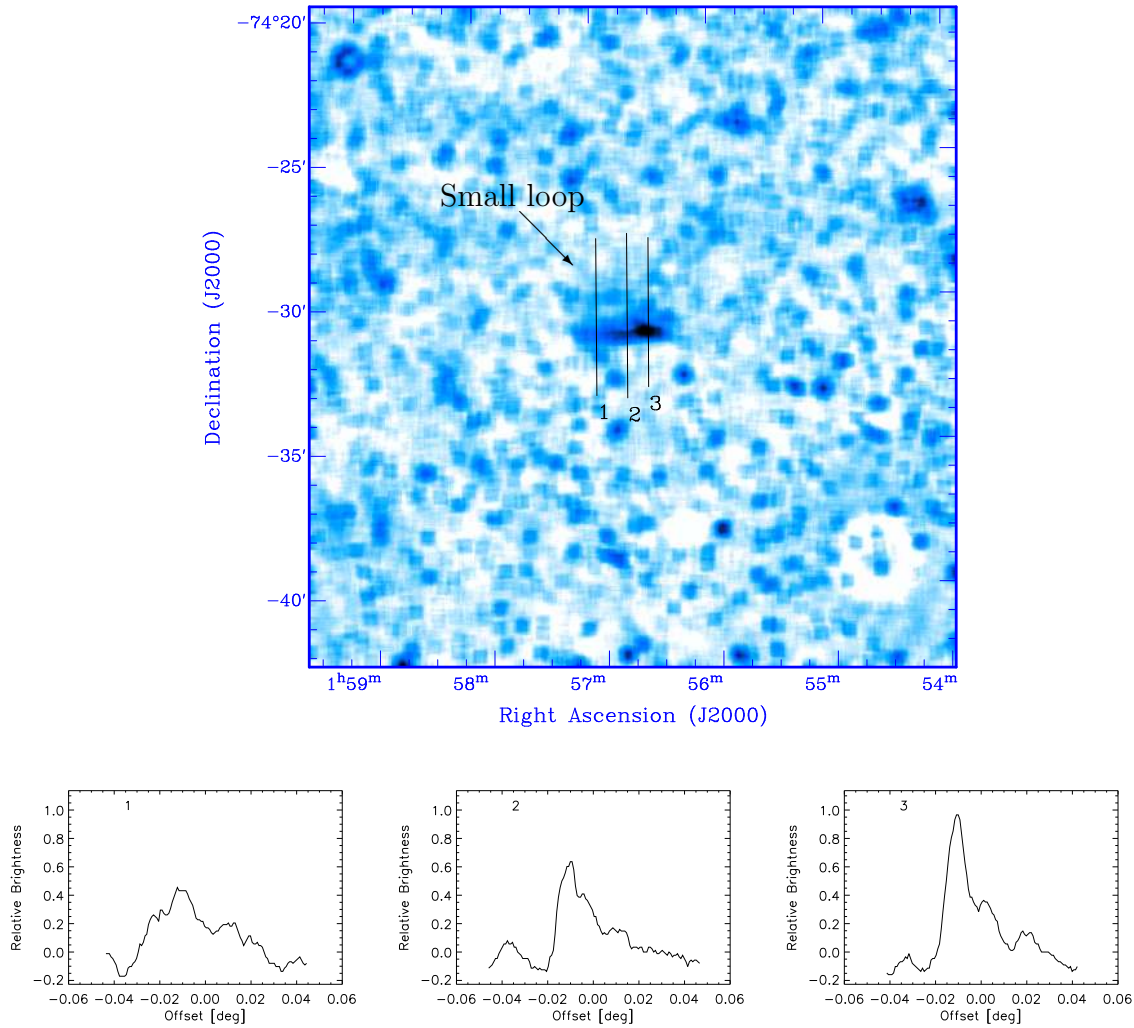 −74°20′
−25′
Small loop
−30′
1 2 3
−35′
−40′
Declination (J2000)
1ʰ59ᵐ 58ᵐ 57ᵐ 56ᵐ 55ᵐ 54ᵐ
Right Ascension (J2000)
1
1.0
0.8
0.6
0.4
0.2
0.0
−0.2
Relative Brightness
−0.06 −0.04 −0.02 0.00 0.02 0.04 0.06
Offset [deg]
2
1.0
0.8
0.6
0.4
0.2
0.0
−0.2
Relative Brightness
−0.06 −0.04 −0.02 0.00 0.02 0.04 0.06
Offset [deg]
3
1.0
0.8
0.6
0.4
0.2
0.0
−0.2
Relative Brightness
−0.06 −0.04 −0.02 0.00 0.02 0.04 0.06
Offset [deg]